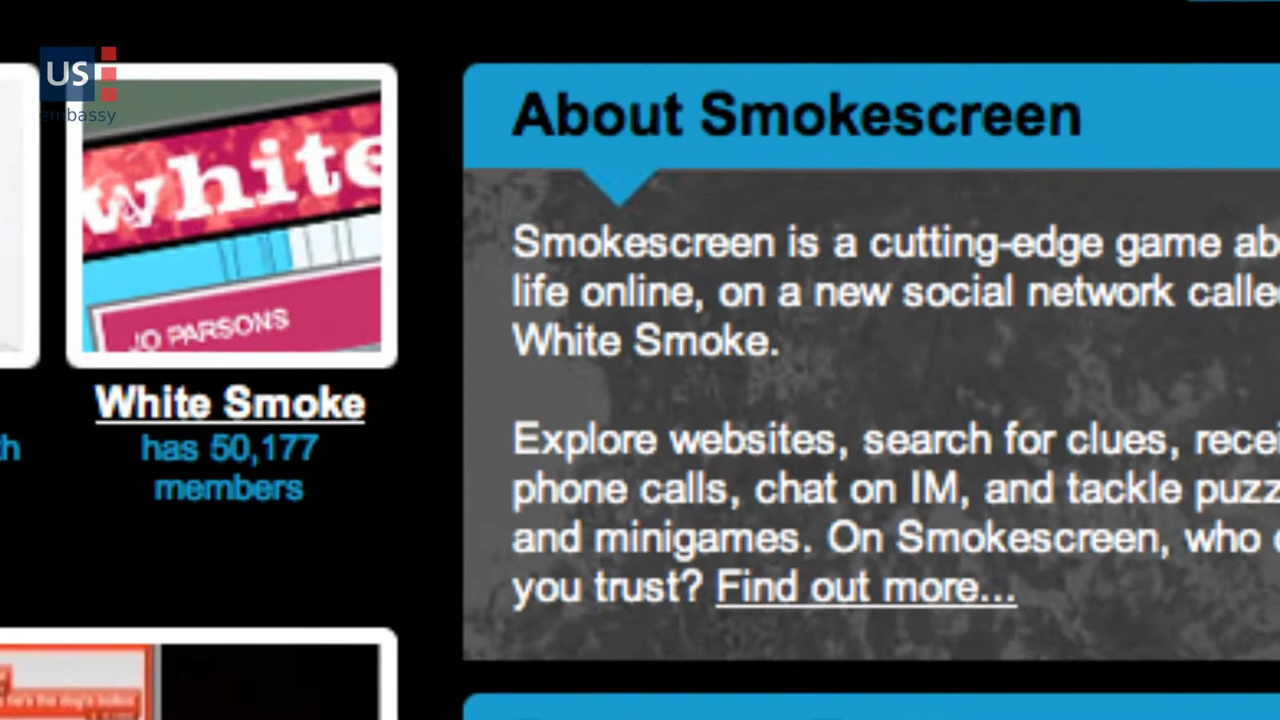 US
embassy
white
JO PARSONS
White Smoke
has 50,177
members
About Smokescreen
Smokescreen is a cutting-edge game ab
life online, on a new social network calle
White Smoke.
Explore websites, search for clues, recei
phone calls, chat on IM, and tackle puzz
and minigames. On Smokescreen, who
you trust? Find out more...